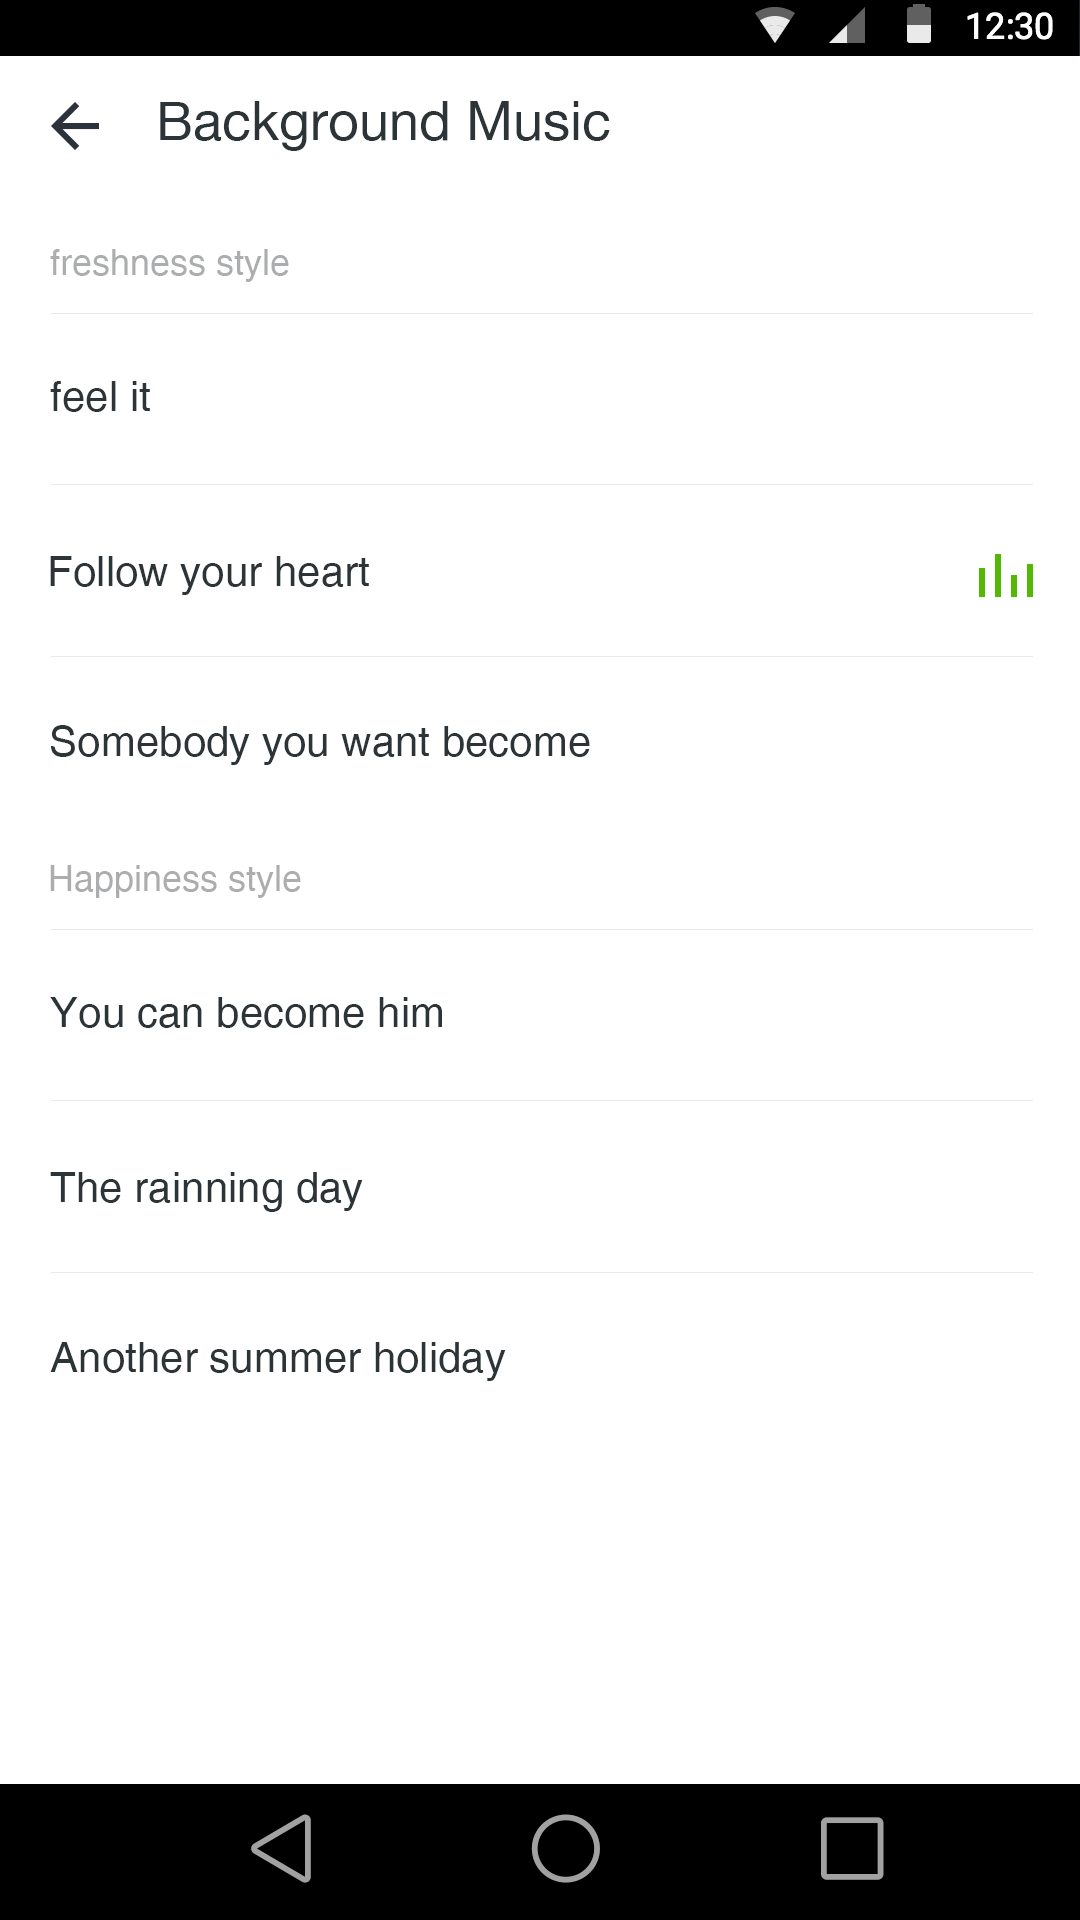 12:30
Background Music
freshness style
feel it
Follow your heart
Somebody you want become
Happiness style
You can become him
The rainning day
Another summer holiday